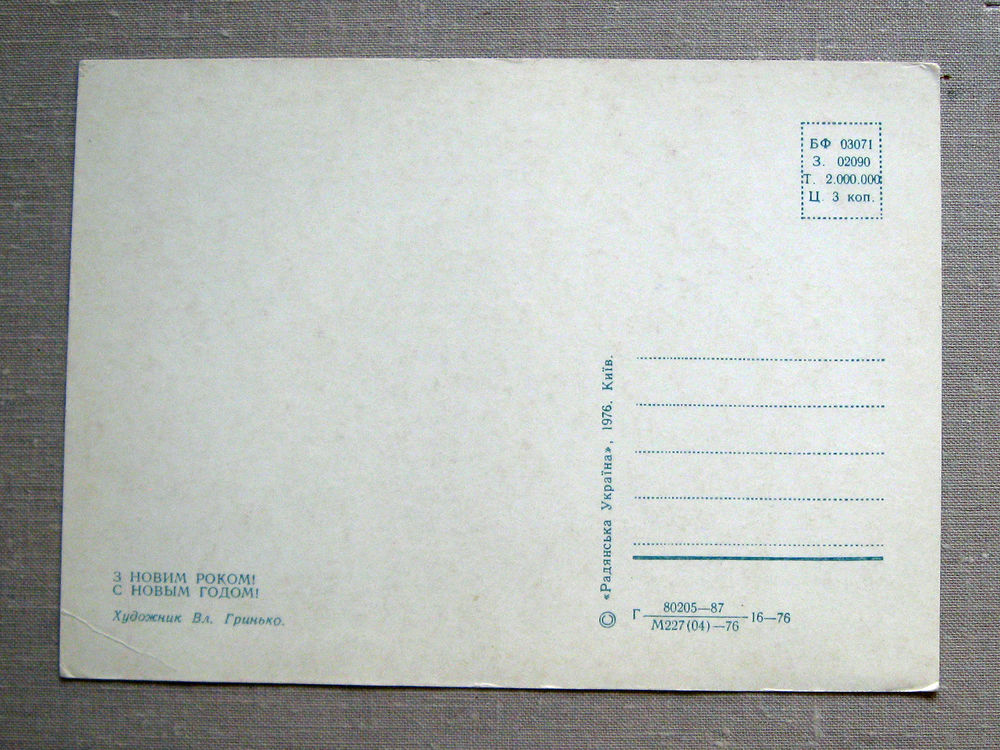 БФ 03071
З. 02090
Т. 2.000.000
Ц. 3 коп.
З НОВИМ РОКОМ!
С НОВЫМ ГОДОМ!
Художник Вл. Гринько.
© «Радянська Україна», 1976. Київ.
Г 80205—87
М227(04)—76 —16—76